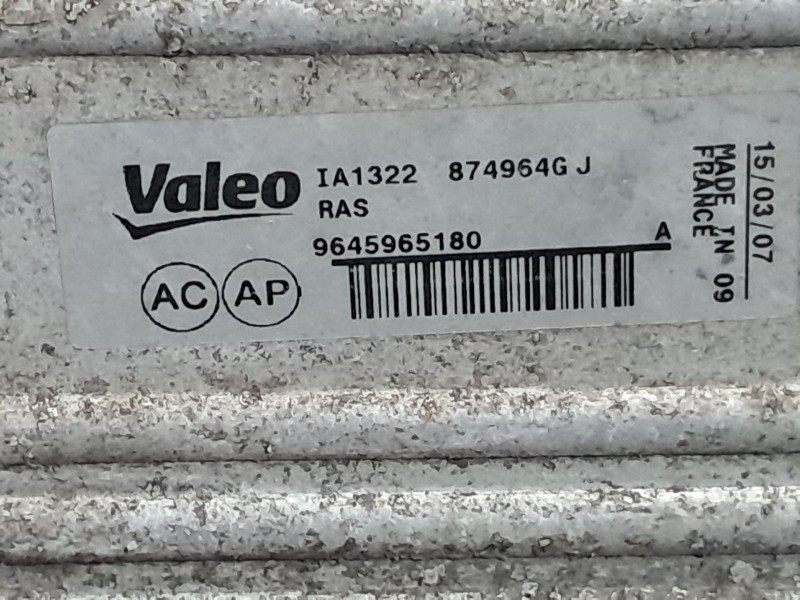 Valeo
IA1322 874964G J
RAS
9645965180 A
AC AP
15/03/07
MADE IN 09
FRANCE